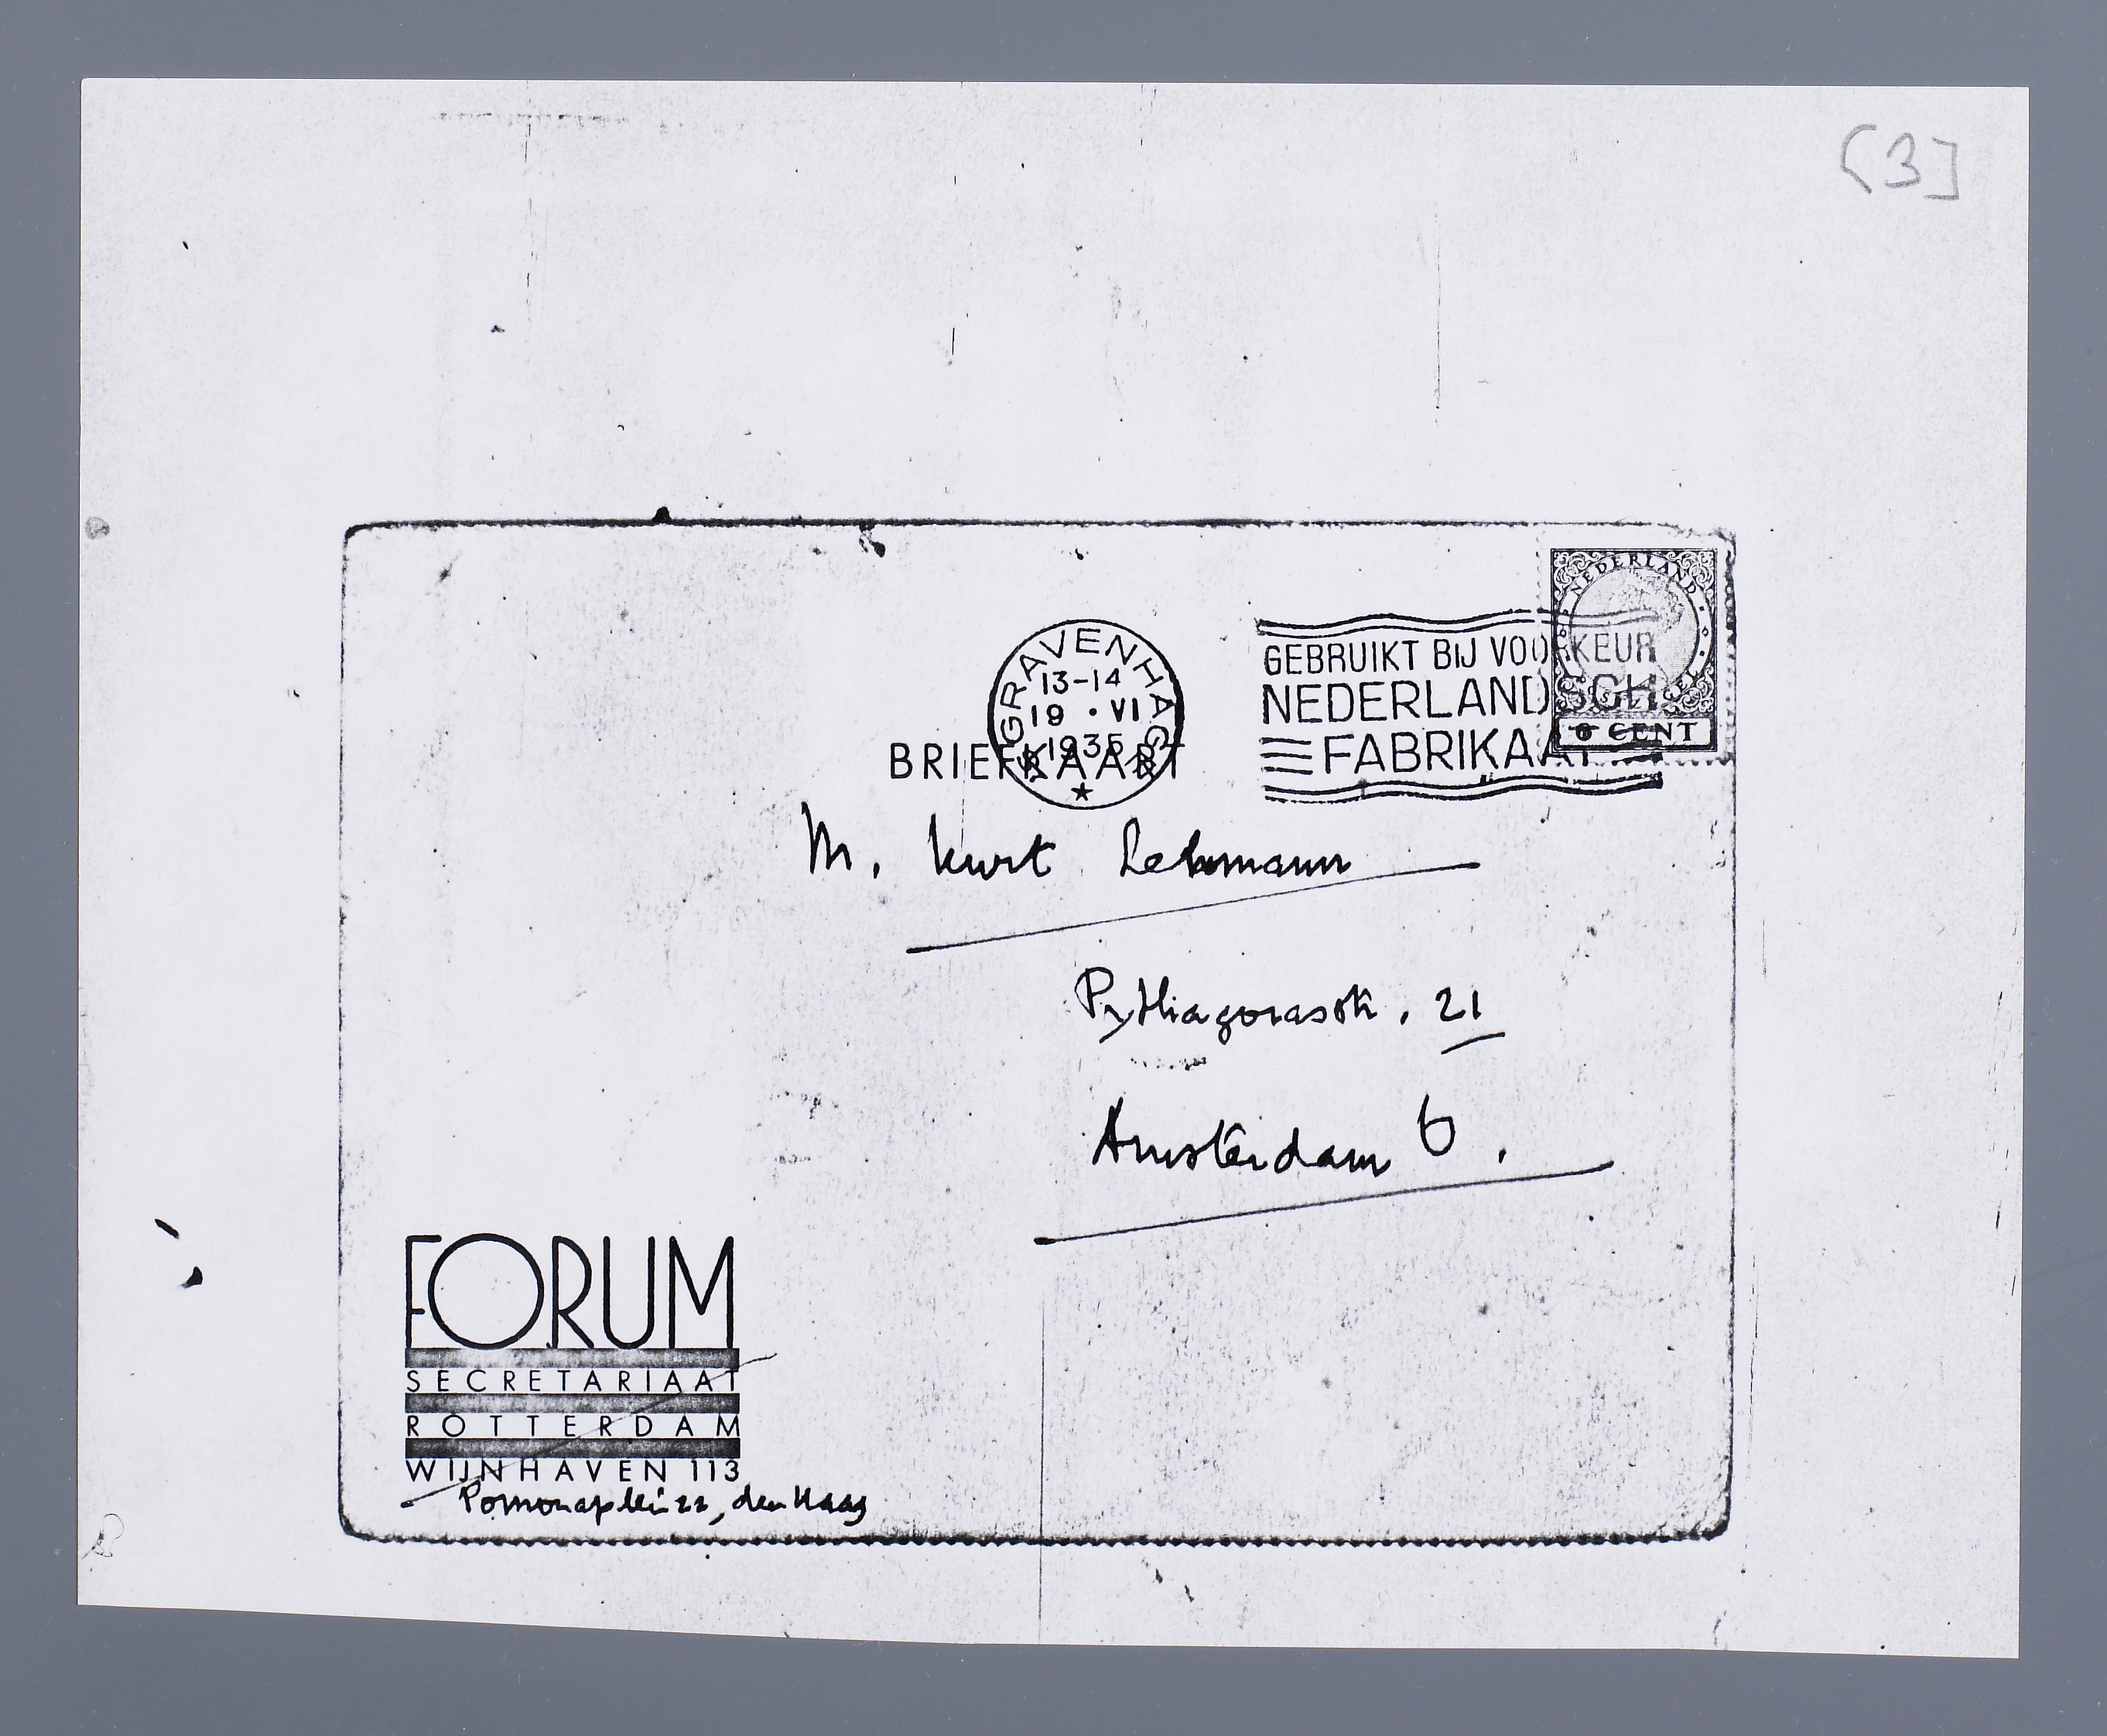 (3]
NEDERLAND
'S GRAVENHAGE
13-14
19 • VI
1935
GEBRUIKT BIJ VOORKEUR
NEDERLANDSCH
FABRIKAAT
CENT
BRIEFKAART
M. Kurt Lehmann
Pythagorasstr. 21
Amsterdam O.
FORUM
SECRETARIAAT
ROTTERDAM
WIJNHAVEN 113
Pomonaplein 22, den Haag